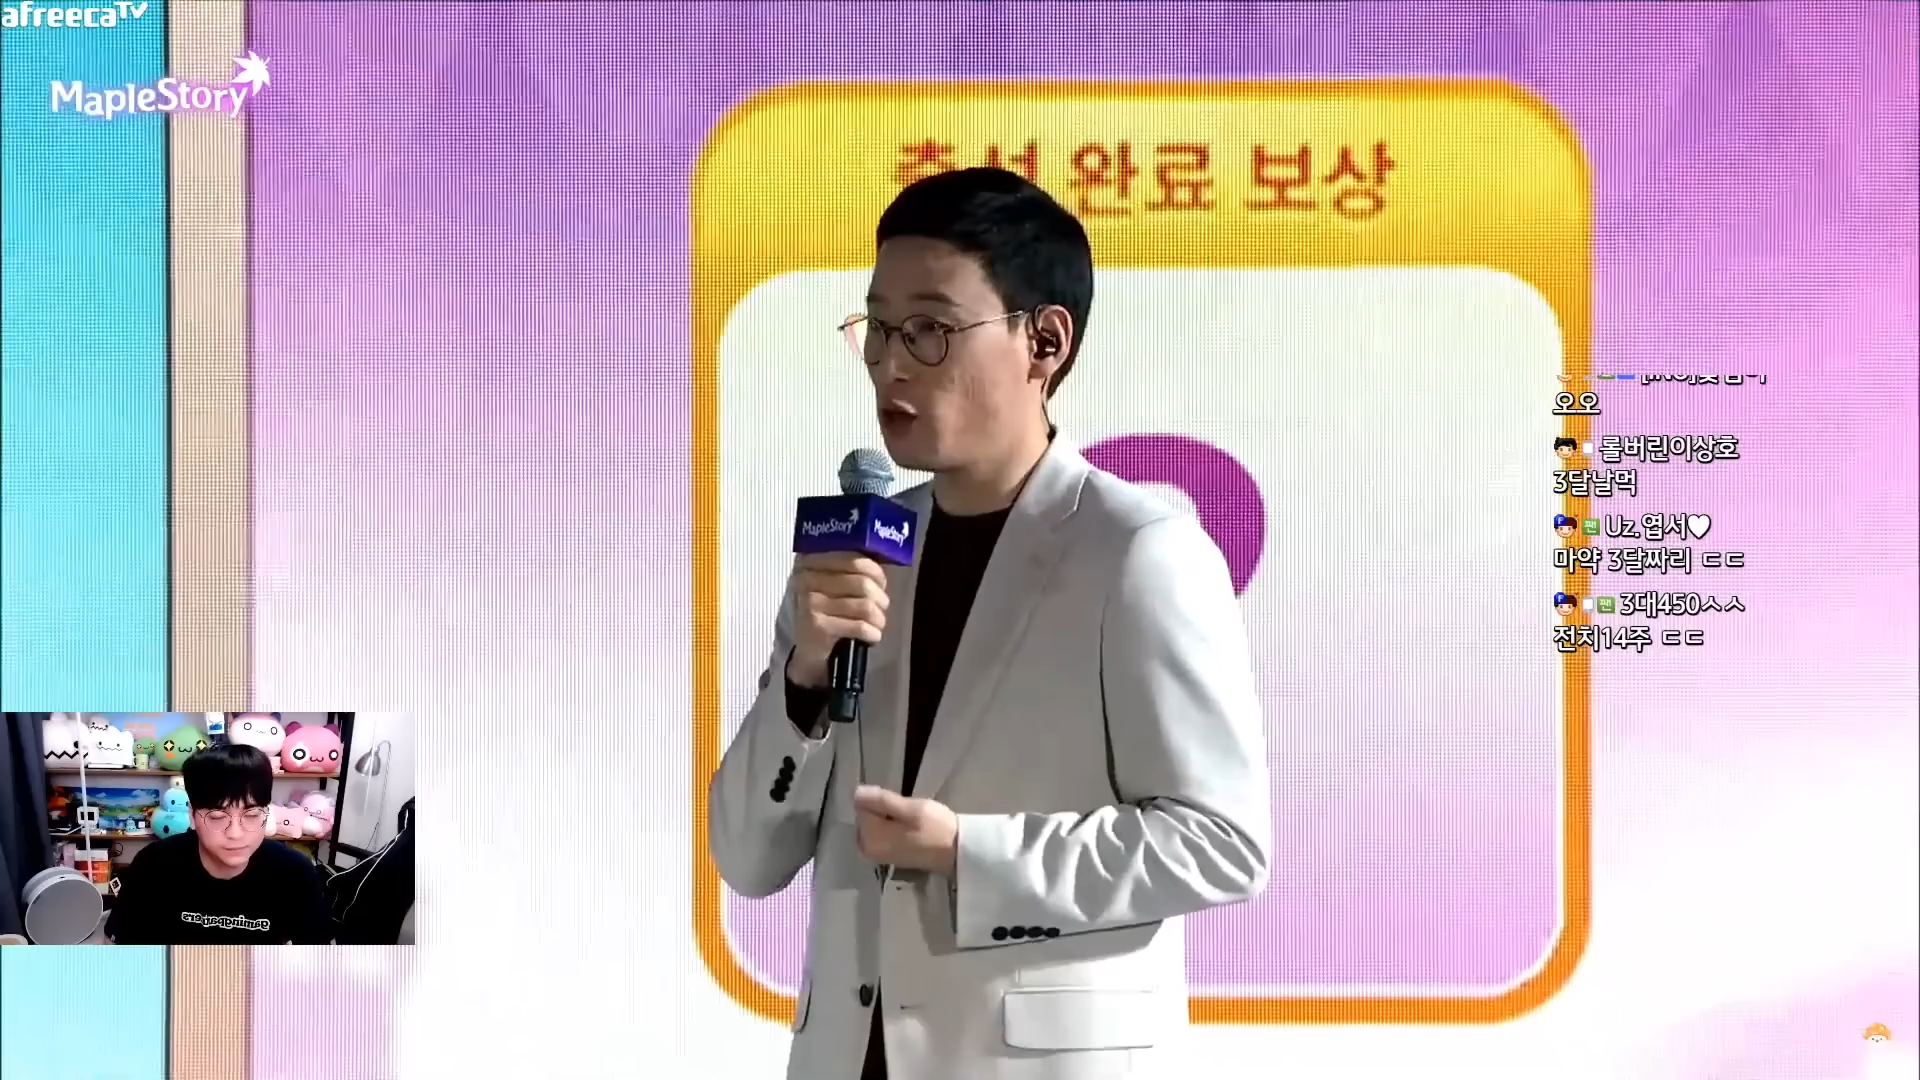 afreecaTV
MapleStory
완료 보상
오오
롤버린이상호
3달날먹
Uz.엽서♥
마약 3달짜리 ㄷㄷ
3대450ㅅㅅ
전치14주 ㄷㄷ
MapleStory
MapleStory